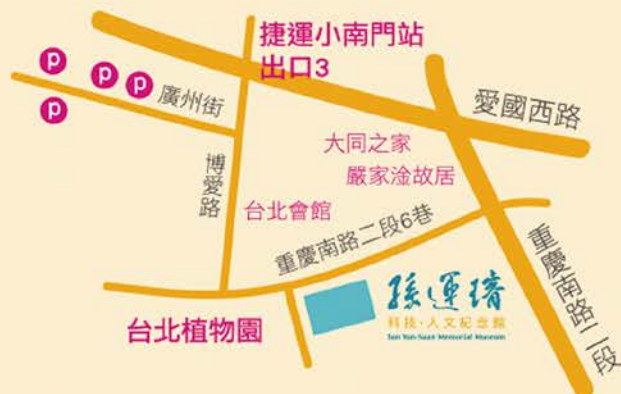 捷運小南門站
出口3
P
P
P
P
廣州街
愛國西路
大同之家
嚴家淦故居
博愛路
台北會館
重慶南路二段6巷
重慶南路二段
孫運璿
科技·人文紀念館
Sun Yun-Suan Memorial Museum
台北植物園